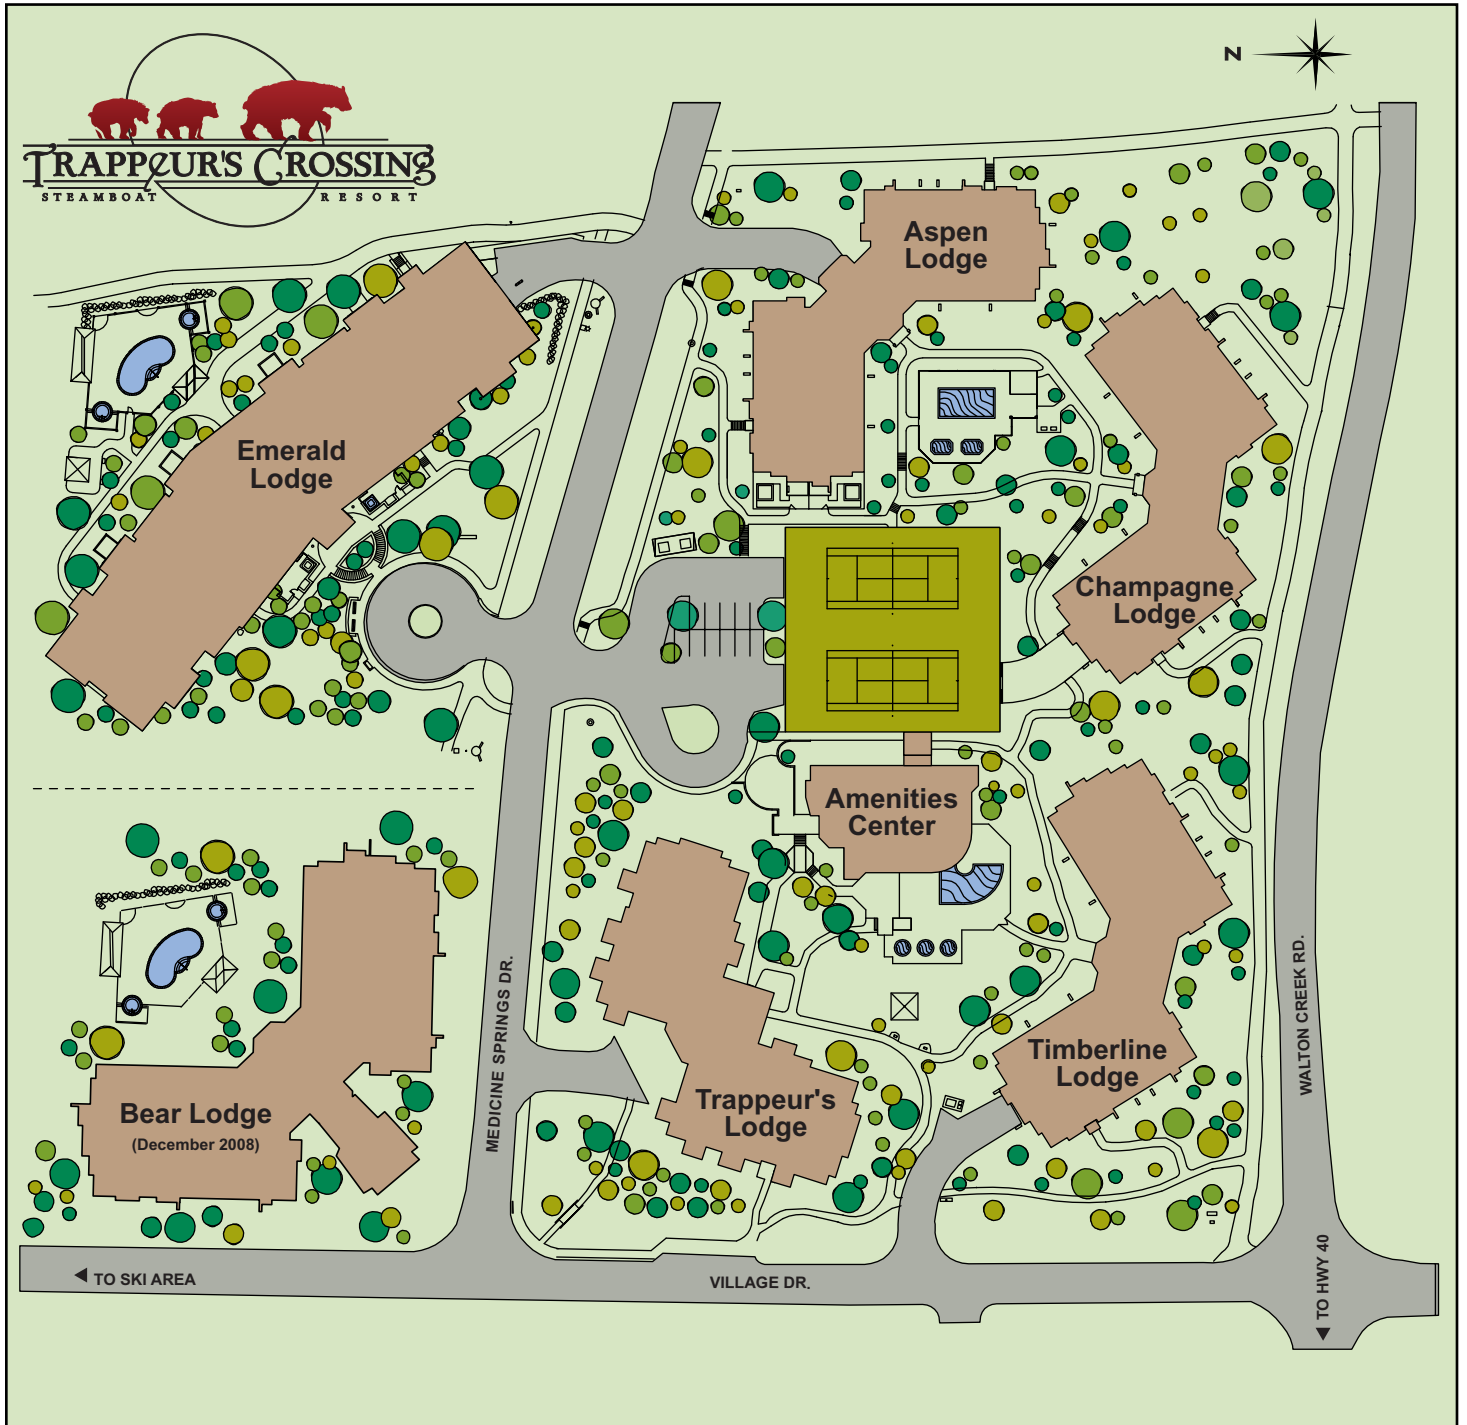 N
TRAPPEUR'S CROSSING
STEAMBOAT RESORT
Aspen
Lodge
Emerald
Lodge
Champagne
Lodge
Amenities
Center
Timberline
Lodge
Trappeur's
Lodge
Bear Lodge
(December 2008)
MEDICINE SPRINGS DR.
WALTON CREEK RD.
TO SKI AREA
VILLAGE DR.
TO HWY 40